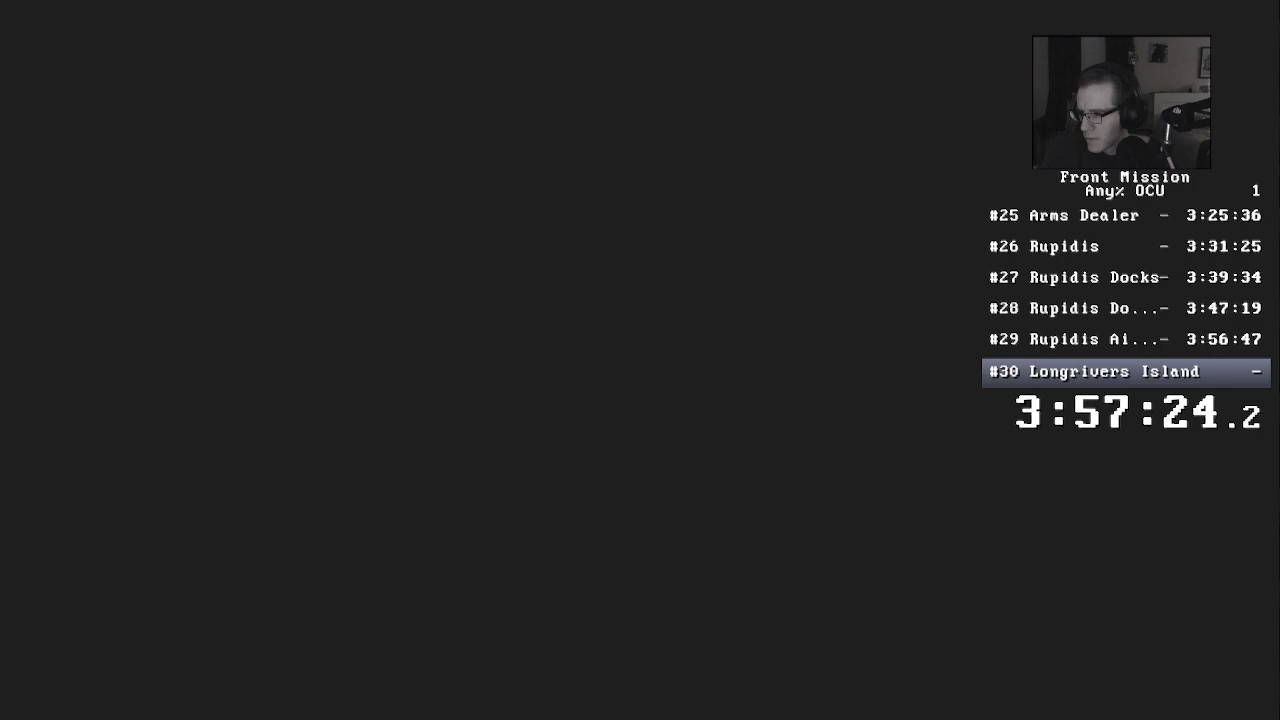 Front Mission
Any% OCU 1
#25 Arms Dealer - 3:25:36
#26 Rupidis - 3:31:25
#27 Rupidis Docks- 3:39:34
#28 Rupidis Do...- 3:47:19
#29 Rupidis Ai...- 3:56:47
#30 Longrivers Island -
3:57:24.2